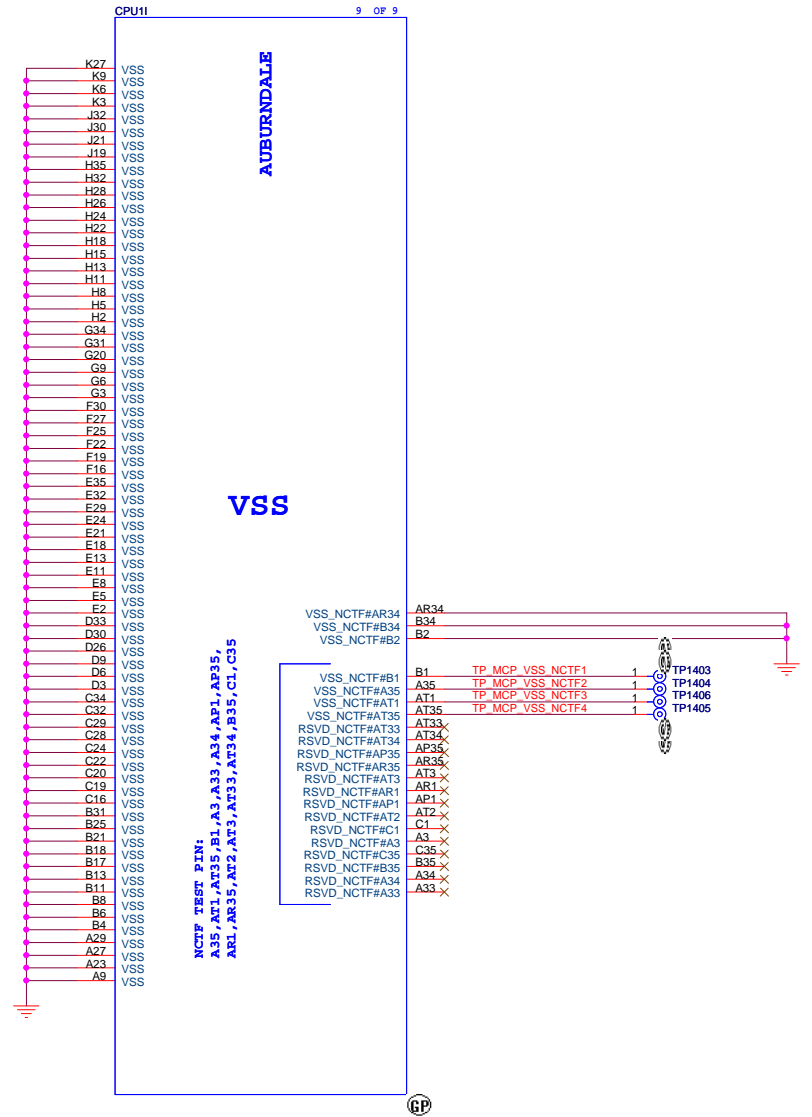 CPU1I
9 OF 9
AUBURNDALE
K27 VSS
K9 VSS
K6 VSS
K3 VSS
J32 VSS
J30 VSS
J21 VSS
J19 VSS
H35 VSS
H32 VSS
H28 VSS
H26 VSS
H24 VSS
H22 VSS
H18 VSS
H15 VSS
H13 VSS
H11 VSS
H8 VSS
H5 VSS
H2 VSS
G34 VSS
G31 VSS
G20 VSS
G9 VSS
G6 VSS
G3 VSS
F30 VSS
F27 VSS
F25 VSS
F22 VSS
F19 VSS
F16 VSS
E35 VSS
E32 VSS
E29 VSS
E24 VSS
E21 VSS
E18 VSS
E13 VSS
E11 VSS
E8 VSS
E5 VSS
E2 VSS
D33 VSS
D30 VSS
D26 VSS
D9 VSS
D6 VSS
D3 VSS
C34 VSS
C32 VSS
C29 VSS
C28 VSS
C24 VSS
C22 VSS
C20 VSS
C19 VSS
C16 VSS
B31 VSS
B25 VSS
B21 VSS
B18 VSS
B17 VSS
B13 VSS
B11 VSS
B8 VSS
B6 VSS
B4 VSS
A29 VSS
A27 VSS
A23 VSS
A9 VSS
VSS
NCTF TEST PIN:
A35,AT1,AT35,B1,A3,A33,A34,AP1,AP35,
AR1,AR35,AT2,AT3,AT33,AT34,B35,C1,C35
VSS_NCTF#AR34 AR34
VSS_NCTF#B34 B34
VSS_NCTF#B2 B2
VSS_NCTF#B1 B1 TP_MCP_VSS_NCTF1 1 TP1403
VSS_NCTF#A35 A35 TP_MCP_VSS_NCTF2 1 TP1404
VSS_NCTF#AT1 AT1 TP_MCP_VSS_NCTF3 1 TP1406
VSS_NCTF#AT35 AT35 TP_MCP_VSS_NCTF4 1 TP1405
RSVD_NCTF#AT33 AT33
RSVD_NCTF#AT34 AT34
RSVD_NCTF#AP35 AP35
RSVD_NCTF#AR35 AR35
RSVD_NCTF#AT3 AT3
RSVD_NCTF#AR1 AR1
RSVD_NCTF#AP1 AP1
RSVD_NCTF#AT2 AT2
RSVD_NCTF#C1 C1
RSVD_NCTF#A3 A3
RSVD_NCTF#C35 C35
RSVD_NCTF#B35 B35
RSVD_NCTF#A34 A34
RSVD_NCTF#A33 A33
GP